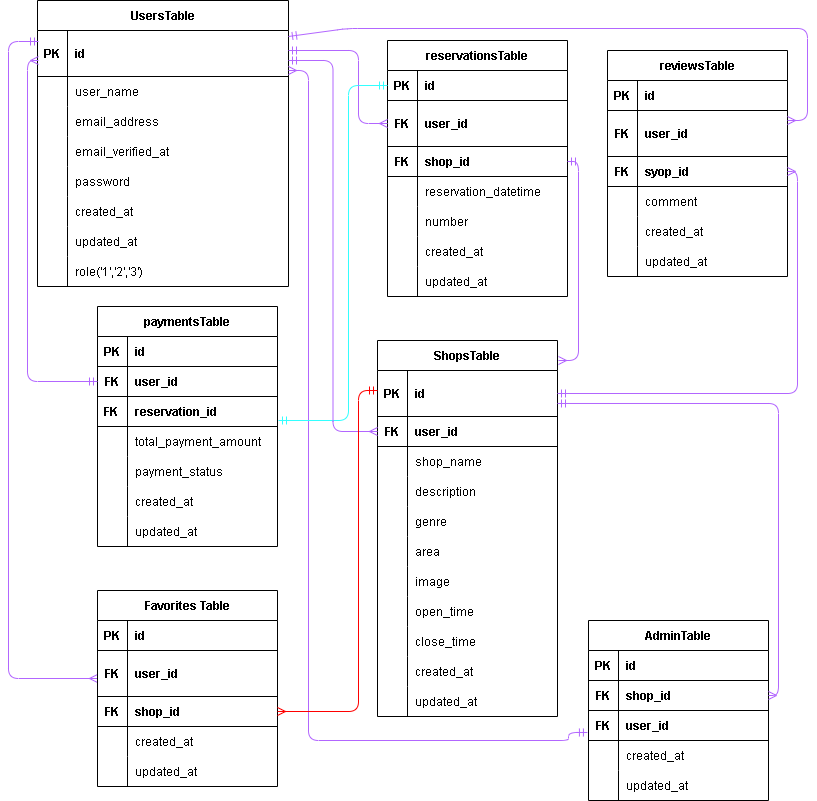 UsersTable
PK id
user_name
email_address
email_verified_at
password
created_at
updated_at
role('1','2','3')
reservationsTable
PK id
FK user_id
FK shop_id
reservation_datetime
number
created_at
updated_at
reviewsTable
PK id
FK user_id
FK syop_id
comment
created_at
updated_at
paymentsTable
PK id
FK user_id
FK reservation_id
total_payment_amount
payment_status
created_at
updated_at
ShopsTable
PK id
FK user_id
shop_name
description
genre
area
image
open_time
close_time
created_at
updated_at
Favorites Table
PK id
FK user_id
FK shop_id
created_at
updated_at
AdminTable
PK id
FK shop_id
FK user_id
created_at
updated_at